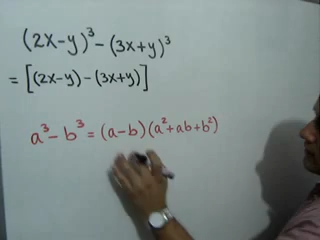 (2x-y)³ - (3x+y)³
= [(2x-y) - (3x+y)]
a³ - b³ = (a-b)(a²+ab+b²)